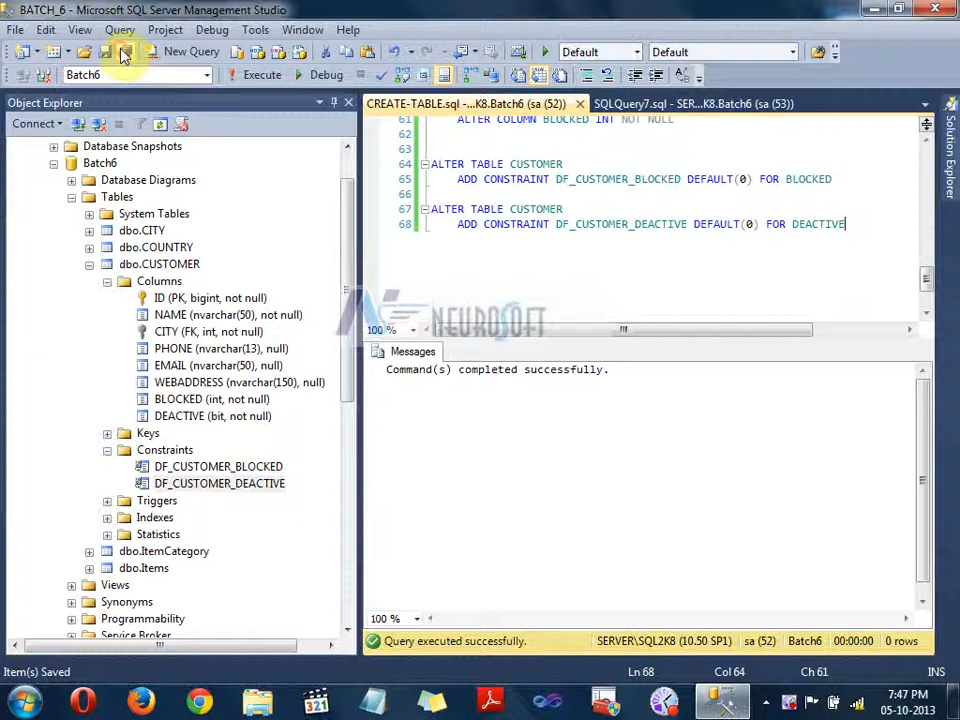 BATCH_6 - Microsoft SQL Server Management Studio
File Edit View Query Project Debug Tools Window Help
New Query Default Default
Batch6 Execute Debug
Object Explorer
CREATE-TABLE.sql -...K8.Batch6 (sa (52))
SQLQuery7.sql - SER...K8.Batch6 (sa (53))
Connect
Database Snapshots
Batch6
Database Diagrams
Tables
System Tables
dbo.CITY
dbo.COUNTRY
dbo.CUSTOMER
Columns
ID (PK, bigint, not null)
NAME (nvarchar(50), not null)
CITY (FK, int, not null)
PHONE (nvarchar(13), null)
EMAIL (nvarchar(50), null)
WEBADDRESS (nvarchar(150), null)
BLOCKED (int, not null)
DEACTIVE (bit, not null)
Keys
Constraints
DF_CUSTOMER_BLOCKED
DF_CUSTOMER_DEACTIVE
Triggers
Indexes
Statistics
dbo.ItemCategory
dbo.Items
Views
Synonyms
Programmability
Service Broker
61 ALTER COLUMN BLOCKED INT NOT NULL
62
63
64 ALTER TABLE CUSTOMER
65 ADD CONSTRAINT DF_CUSTOMER_BLOCKED DEFAULT(0) FOR BLOCKED
66
67 ALTER TABLE CUSTOMER
68 ADD CONSTRAINT DF_CUSTOMER_DEACTIVE DEFAULT(0) FOR DEACTIVE
NEUROSOFT
100 %
Messages
Command(s) completed successfully.
100 %
Query executed successfully. SERVER\SQL2K8 (10.50 SP1) sa (52) Batch6 00:00:00 0 rows
Item(s) Saved Ln 68 Col 64 Ch 61 INS
321
7:47 PM
05-10-2013